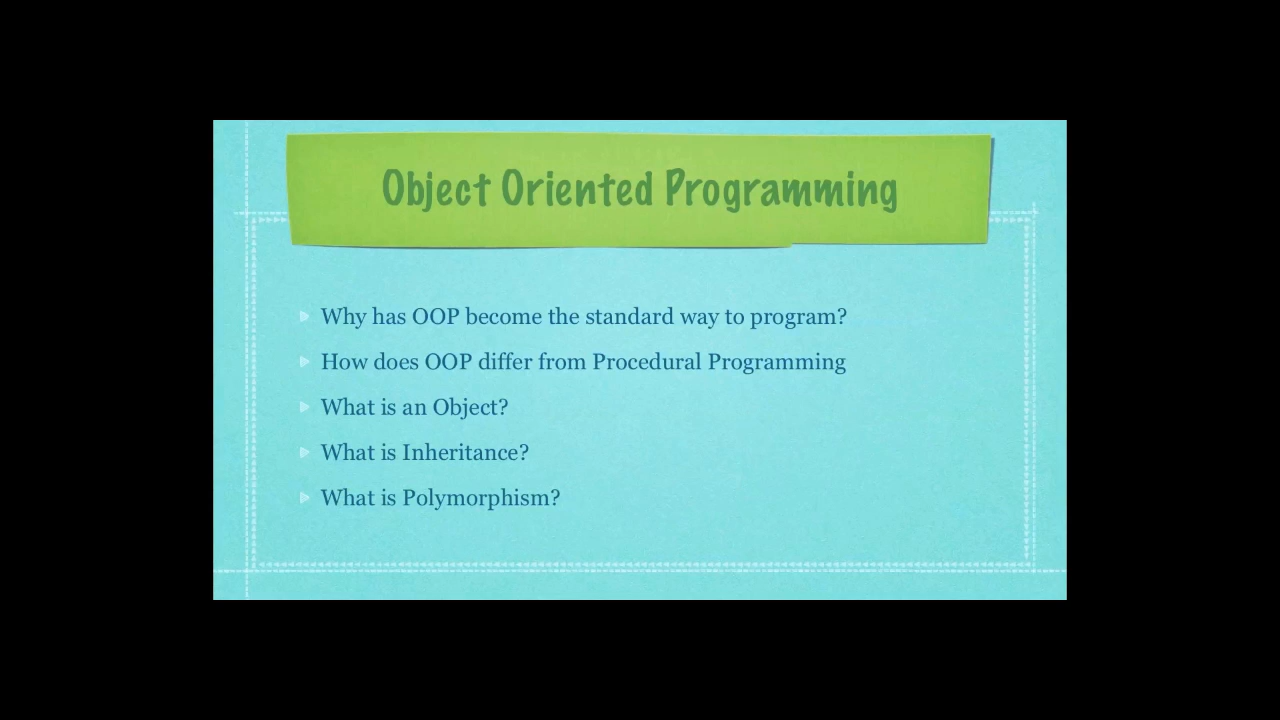 Object Oriented Programming
Why has OOP become the standard way to program?
How does OOP differ from Procedural Programming
What is an Object?
What is Inheritance?
What is Polymorphism?